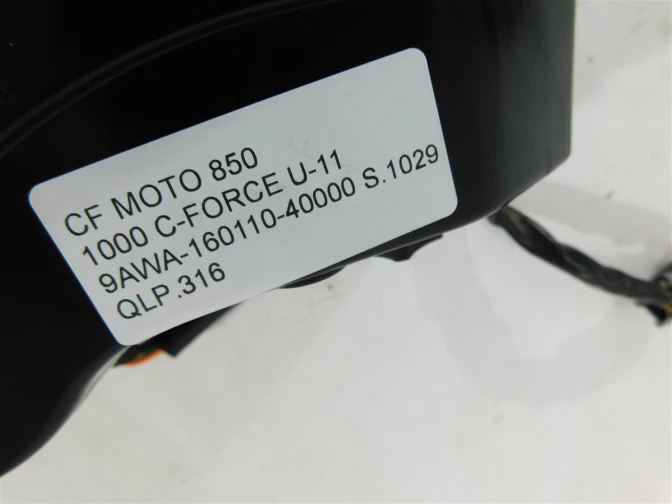 CF MOTO 850
1000 C-FORCE U-11
9AWA-160110-40000 S.1029
QLP.316